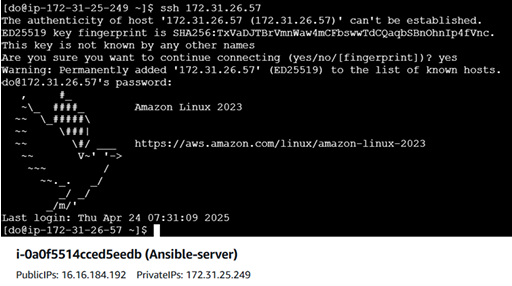 [do@ip-172-31-25-249 ~]$ ssh 172.31.26.57
The authenticity of host '172.31.26.57 (172.31.26.57)' can't be established.
ED25519 key fingerprint is SHA256:TxVaDJTBrVmnWaw4mCFbswwTdCQaqbSBnOhnIp4fVnc.
This key is not known by any other names
Are you sure you want to continue connecting (yes/no/[fingerprint])? yes
Warning: Permanently added '172.31.26.57' (ED25519) to the list of known hosts.
do@172.31.26.57's password:
   ,     #_
   ~\_  ####_        Amazon Linux 2023
  ~~  \_#####\
  ~~     \###|
  ~~       \#/ ___   https://aws.amazon.com/linux/amazon-linux-2023
   ~~       V~' '->
    ~~~         /
      ~~._.   _/
         _/ _/
       _/m/'
Last login: Thu Apr 24 07:31:09 2025
[do@ip-172-31-26-57 ~]$
i-0a0f5514cced5eedb (Ansible-server)
PublicIPs: 16.16.184.192 PrivateIPs: 172.31.25.249